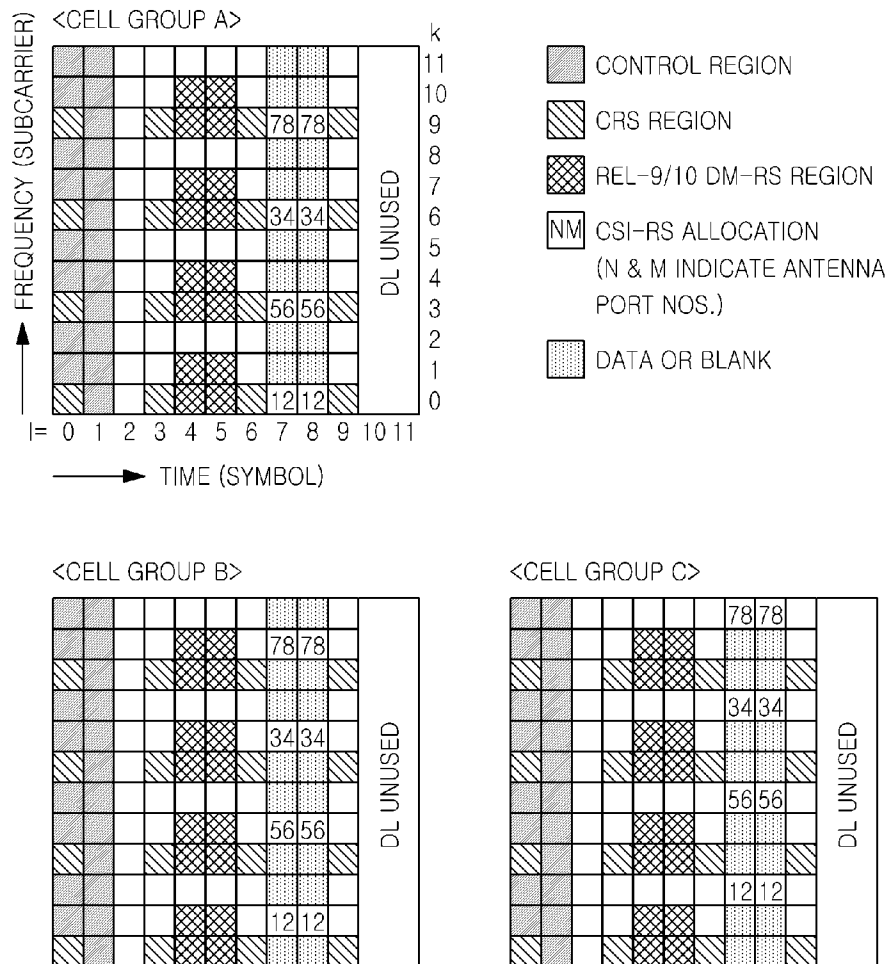 <CELL GROUP A>
k
11
10
9
8
7
6
5
4
3
2
1
0
78 78
34 34
56 56
12 12
DL UNUSED
FREQUENCY (SUBCARRIER)
l= 0 1 2 3 4 5 6 7 8 9 10 11
TIME (SYMBOL)
CONTROL REGION
CRS REGION
REL-9/10 DM-RS REGION
NM CSI-RS ALLOCATION
(N & M INDICATE ANTENNA
PORT NOS.)
DATA OR BLANK
<CELL GROUP B>
78 78
34 34
56 56
12 12
DL UNUSED
<CELL GROUP C>
78 78
34 34
56 56
12 12
DL UNUSED